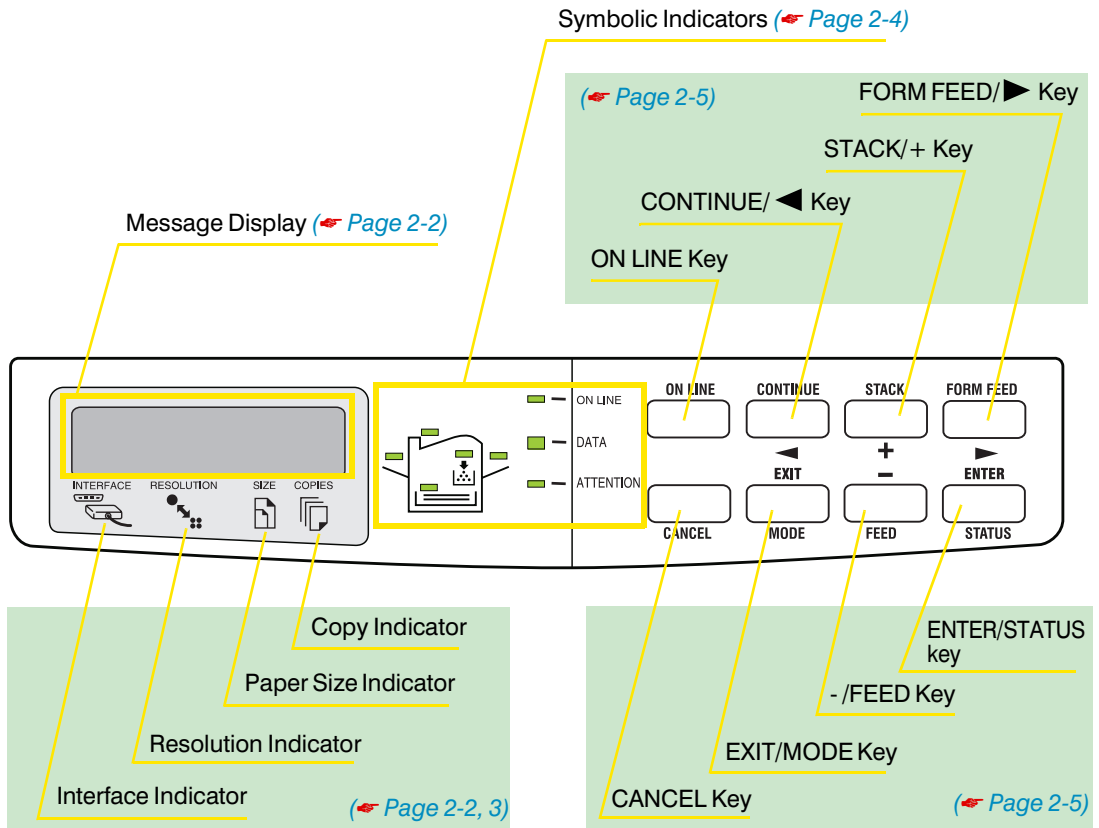 Symbolic Indicators (☛ Page 2-4)
(☛ Page 2-5)
FORM FEED/▶ Key
STACK/+ Key
CONTINUE/◀ Key
ON LINE Key
Message Display (☛ Page 2-2)
INTERFACE RESOLUTION SIZE COPIES
ON LINE
DATA
ATTENTION
ON LINE CONTINUE STACK FORM FEED
◀ + ▶
EXIT − ENTER
CANCEL MODE FEED STATUS
Copy Indicator
Paper Size Indicator
Resolution Indicator
Interface Indicator
(☛ Page 2-2, 3)
ENTER/STATUS
key
- /FEED Key
EXIT/MODE Key
CANCEL Key
(☛ Page 2-5)